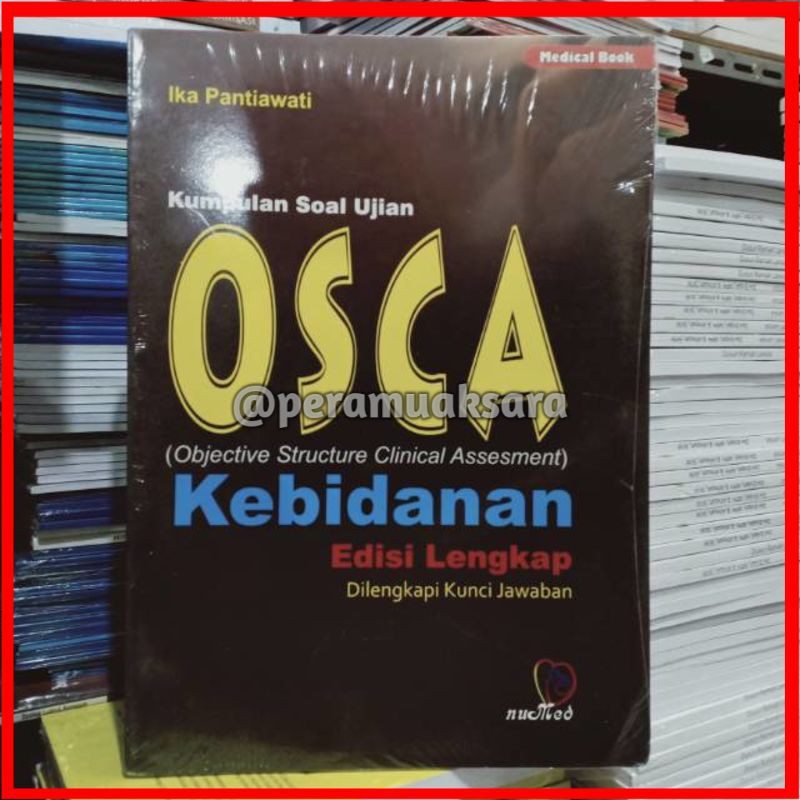 Medical Book
Ika Pantiawati
Kumpulan Soal Ujian
OSCA
@peramuaksara
(Objective Structure Clinical Assesment)
Kebidanan
Edisi Lengkap
Dilengkapi Kunci Jawaban
nuMed